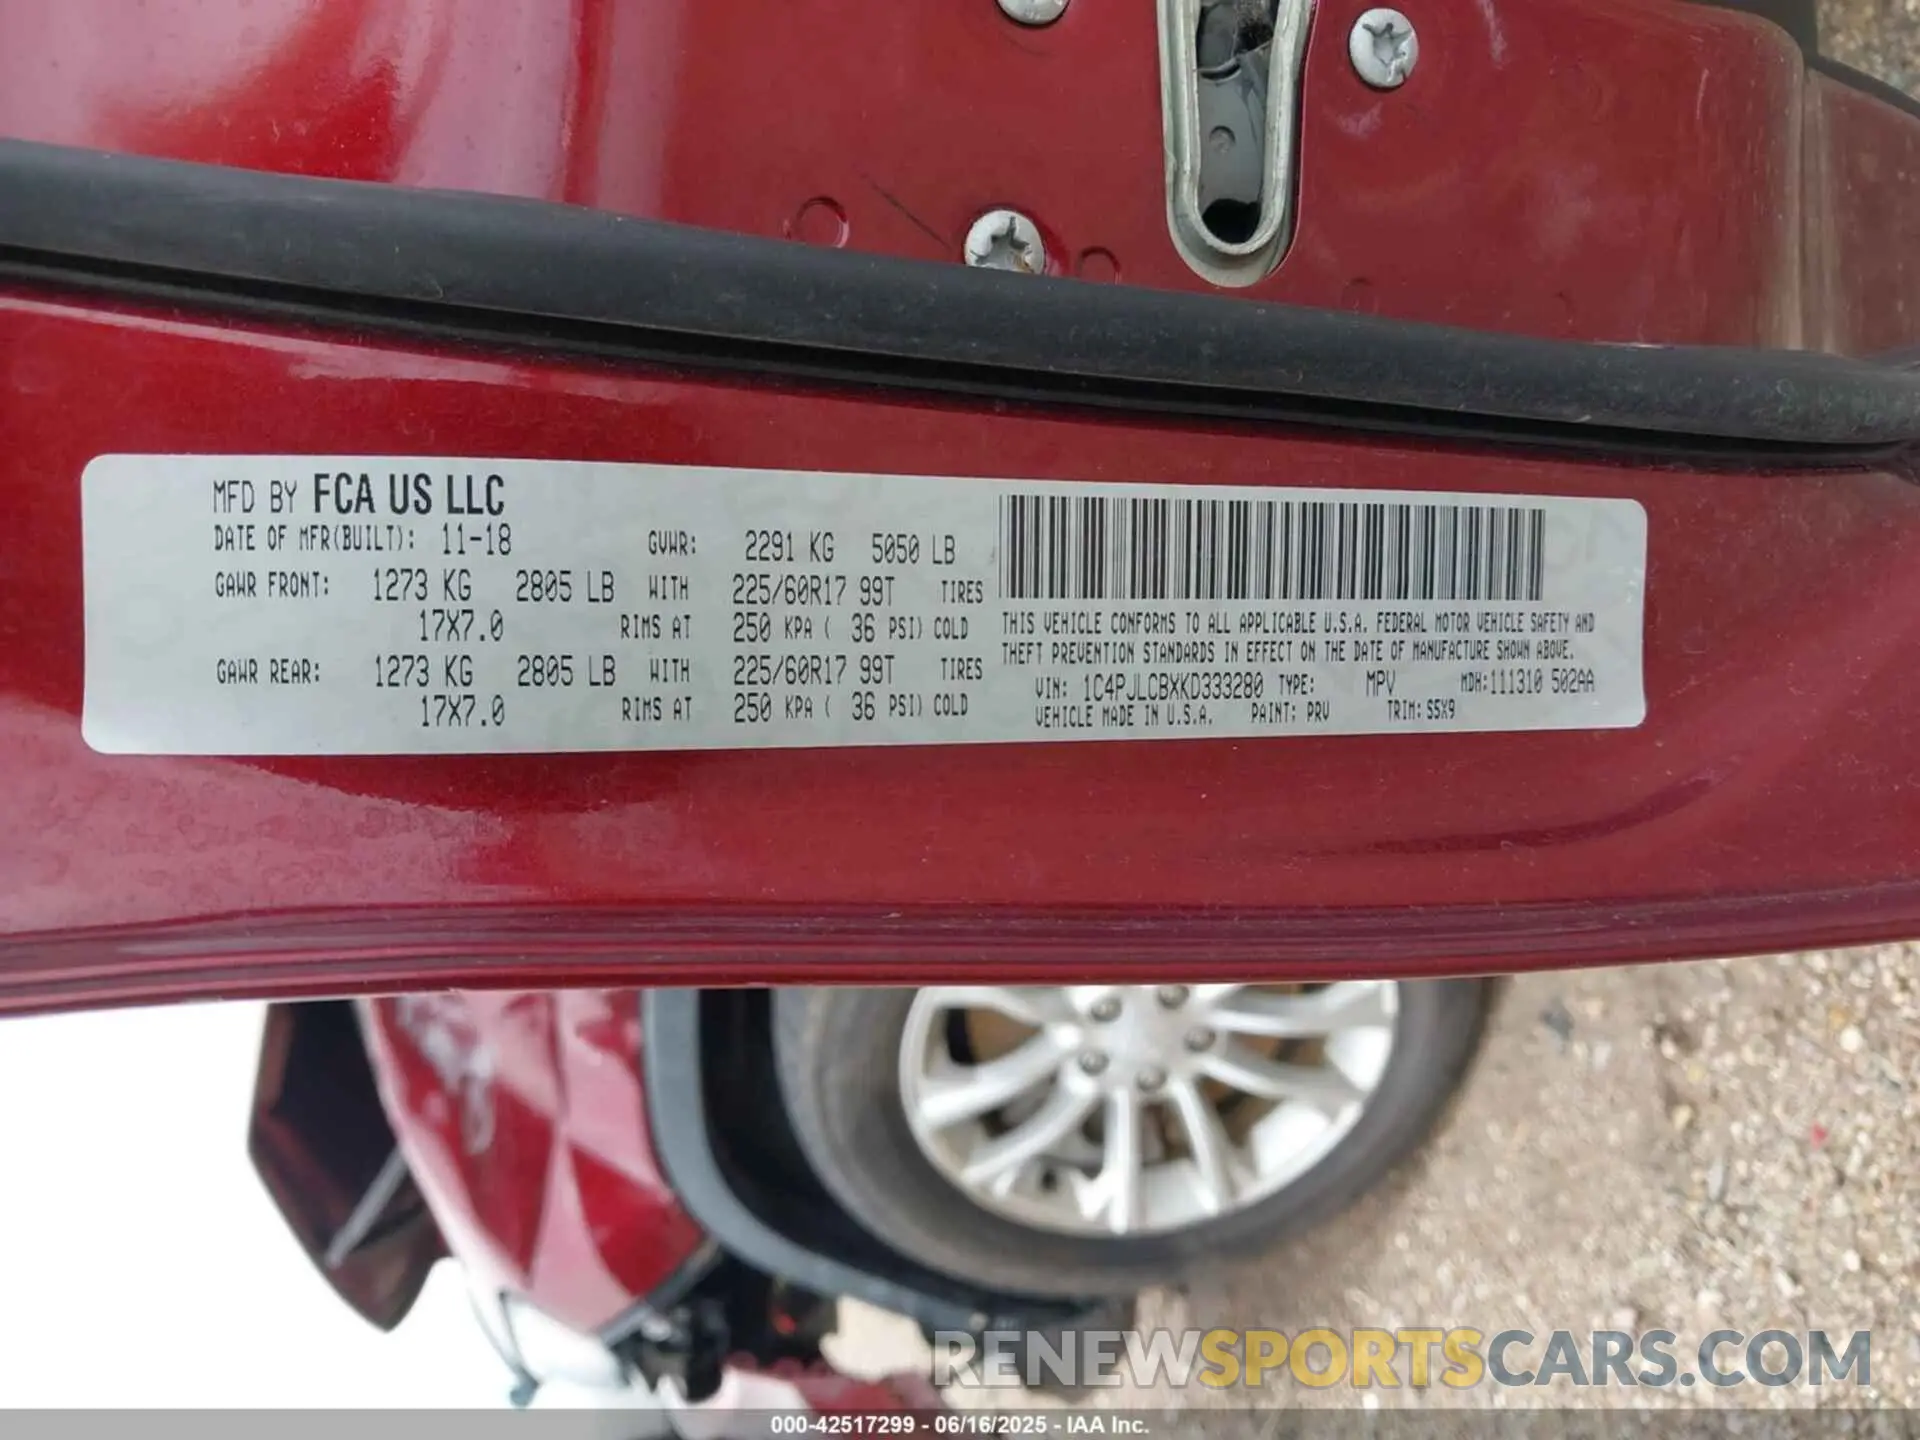 MFD BY FCA US LLC
DATE OF MFR(BUILT): 11-18 GVWR: 2291 KG 5050 LB
GAWR FRONT: 1273 KG 2805 LB WITH 225/60R17 99T TIRES
17X7.0 RIMS AT 250 KPA ( 36 PSI) COLD
GAWR REAR: 1273 KG 2805 LB WITH 225/60R17 99T TIRES
17X7.0 RIMS AT 250 KPA ( 36 PSI) COLD
THIS VEHICLE CONFORMS TO ALL APPLICABLE U.S.A. FEDERAL MOTOR VEHICLE SAFETY AND
THEFT PREVENTION STANDARDS IN EFFECT ON THE DATE OF MANUFACTURE SHOWN ABOVE.
VIN: 1C4PJLCBXKD333280 TYPE: MPV MDH:111310 502AA
VEHICLE MADE IN U.S.A. PAINT: PRV TRIM: S5X9
RENEWSPORTSCARS.COM
000-42517299 - 06/16/2025 - IAA Inc.